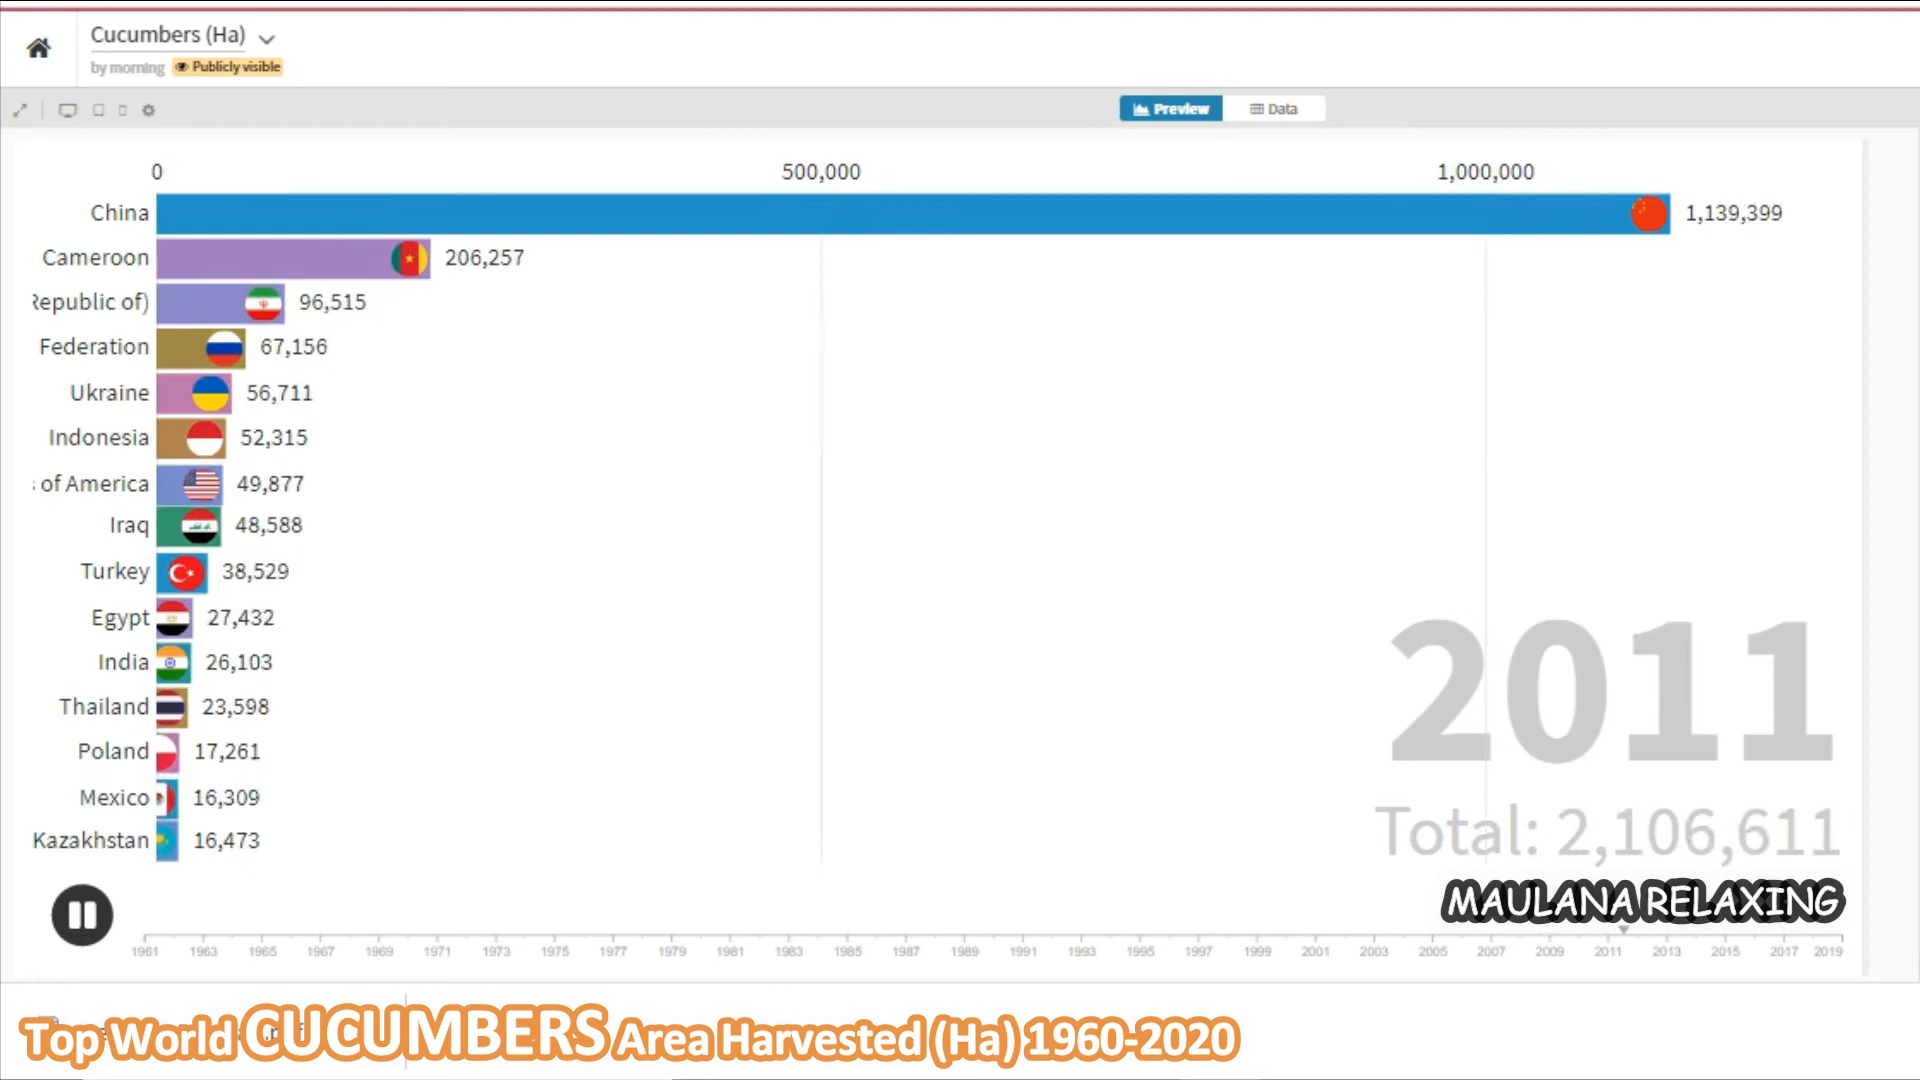 Cucumbers (Ha)
by morning Publicly visible
Preview Data
0 500,000 1,000,000
China 1,139,399
Cameroon 206,257
Republic of) 96,515
Federation 67,156
Ukraine 56,711
Indonesia 52,315
of America 49,877
Iraq 48,588
Turkey 38,529
Egypt 27,432
India 26,103
Thailand 23,598
Poland 17,261
Mexico 16,309
Kazakhstan 16,473
2011
Total: 2,106,611
MAULANA RELAXING
1961 1963 1965 1967 1969 1971 1973 1975 1977 1979 1981 1983 1985 1987 1989 1991 1993 1995 1997 1999 2001 2003 2005 2007 2009 2011 2013 2015 2017 2019
Top World CUCUMBERS Area Harvested (Ha) 1960-2020